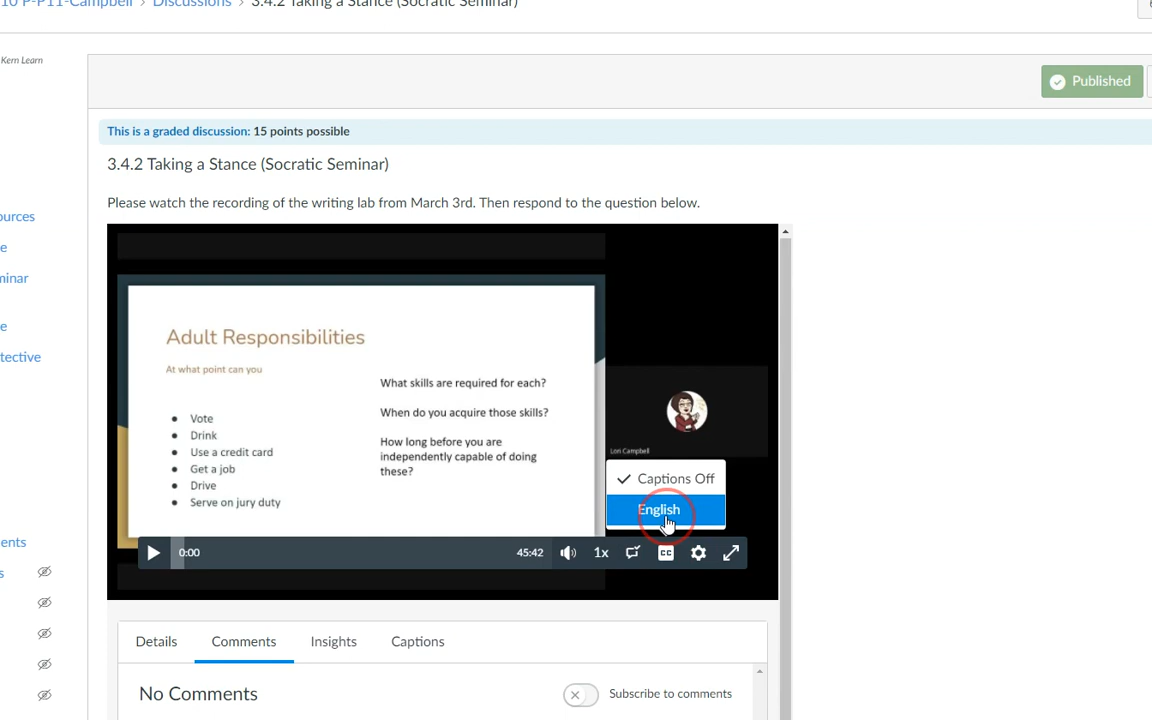 10 P-P11-Campbell > Discussions > 3.4.2 Taking a Stance (Socratic Seminar)
Kern Learn
Published
This is a graded discussion: 15 points possible
3.4.2 Taking a Stance (Socratic Seminar)
Please watch the recording of the writing lab from March 3rd. Then respond to the question below.
ources
e
minar
e
tective
ents
s
Adult Responsibilities
At what point can you
• Vote
• Drink
• Use a credit card
• Get a job
• Drive
• Serve on jury duty
What skills are required for each?
When do you acquire those skills?
How long before you are
independently capable of doing
these?
Lori Campbell
Captions Off
English
0:00
45:42
1x
CC
Details
Comments
Insights
Captions
No Comments
Subscribe to comments